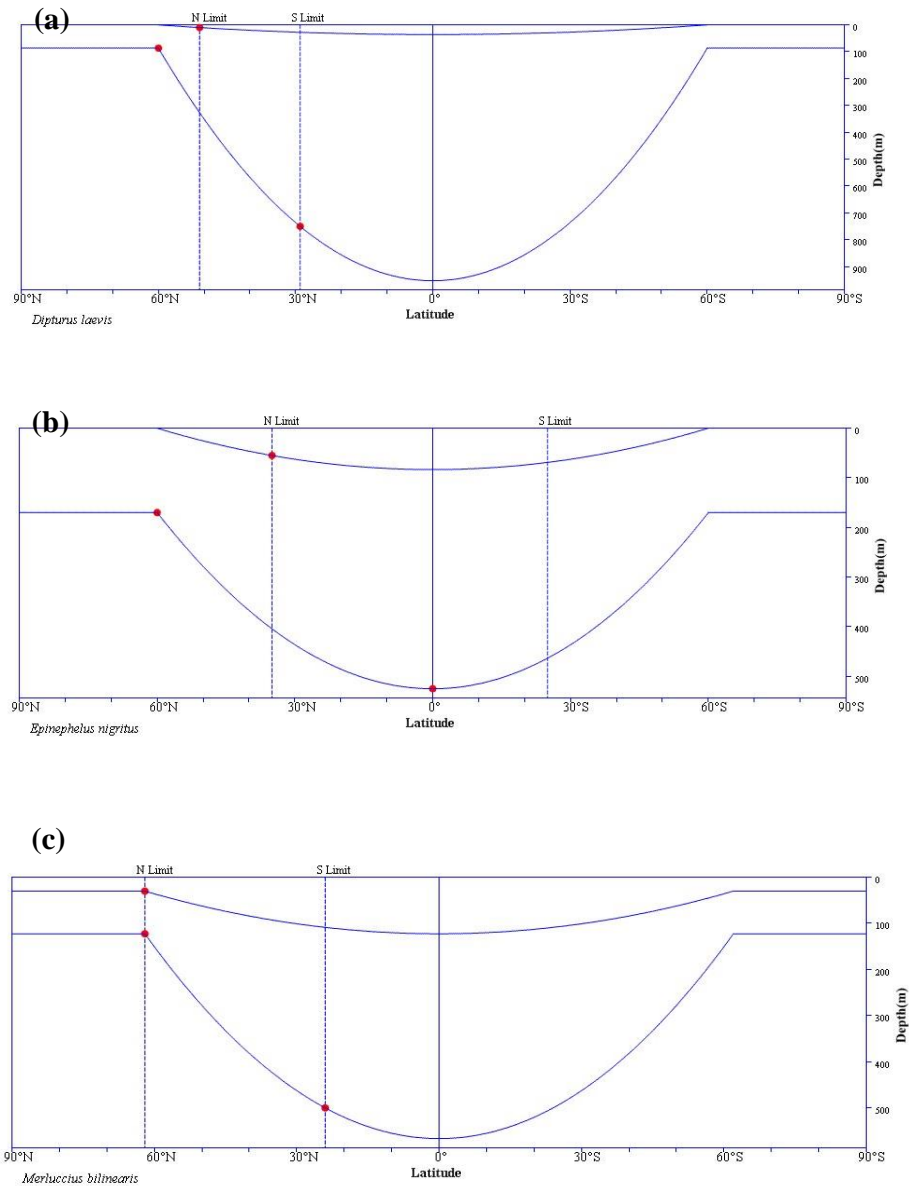 (a)
N Limit S Limit
0
100
200
300
400
500
600
700
800
900
Depth(m)
90°N 60°N 30°N 0° 30°S 60°S 90°S
Latitude
Dipturus laevis
(b)
N Limit S Limit
0
100
200
300
400
500
Depth(m)
90°N 60°N 30°N 0° 30°S 60°S 90°S
Latitude
Epinephelus nigritus
(c)
N Limit S Limit
0
100
200
300
400
500
Depth(m)
90°N 60°N 30°N 0° 30°S 60°S 90°S
Latitude
Merluccius bilinearis